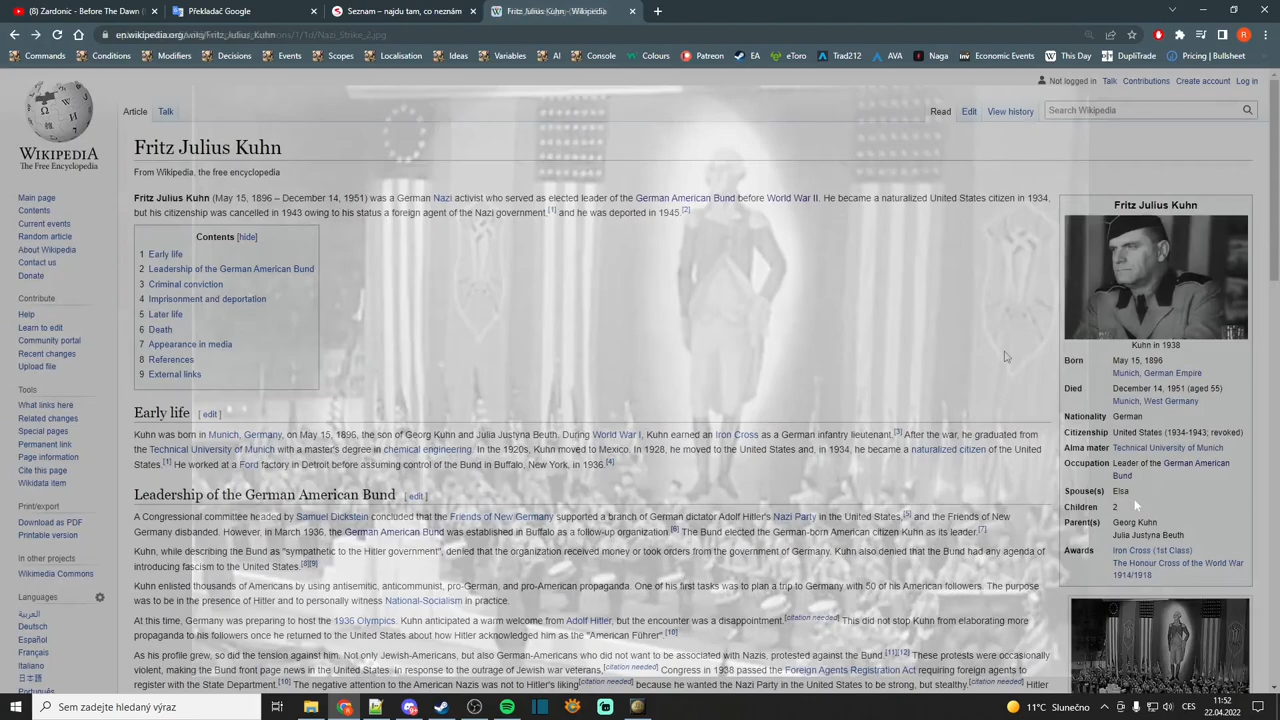 (8) Zardonic - Before The Dawn (
Překladač Google
Seznam – najdu tam, co neznám
Fritz Julius Kuhn - Wikipedia
en.wikipedia.org/wiki/Fritz_Julius_Kuhn
Commands
Conditions
Modifiers
Decisions
Events
Scopes
Localisation
Ideas
Variables
AI
Console
Colours
Patreon
EA
eToro
Trad212
AVA
Naga
Economic Events
This Day
DupliTrade
Pricing | Bullsheet
Not logged in Talk Contributions Create account Log in
Article Talk
Read Edit View history
Search Wikipedia
WIKIPEDIA
The Free Encyclopedia
Main page
Contents
Current events
Random article
About Wikipedia
Contact us
Donate
Contribute
Help
Learn to edit
Community portal
Recent changes
Upload file
Tools
What links here
Related changes
Special pages
Permanent link
Page information
Cite this page
Wikidata item
Print/export
Download as PDF
Printable version
In other projects
Wikimedia Commons
Languages
العربية
Deutsch
Español
Français
Italiano
日本語
Português
Fritz Julius Kuhn
From Wikipedia, the free encyclopedia
Fritz Julius Kuhn (May 15, 1896 – December 14, 1951) was a German Nazi activist who served as elected leader of the German American Bund before World War II. He became a naturalized United States citizen in 1934,
but his citizenship was cancelled in 1943 owing to his status a foreign agent of the Nazi government.[1] and he was deported in 1945.[2]
Contents [hide]
1 Early life
2 Leadership of the German American Bund
3 Criminal conviction
4 Imprisonment and deportation
5 Later life
6 Death
7 Appearance in media
8 References
9 External links
Early life [ edit ]
Kuhn was born in Munich, Germany, on May 15, 1896, the son of Georg Kuhn and Julia Justyna Beuth. During World War I, Kuhn earned an Iron Cross as a German infantry lieutenant.[3] After the war, he graduated from
the Technical University of Munich with a master's degree in chemical engineering. In the 1920s, Kuhn moved to Mexico. In 1928, he moved to the United States and, in 1934, he became a naturalized citizen of the United
States.[1] He worked at a Ford factory in Detroit before assuming control of the Bund in Buffalo, New York, in 1936.[4]
Leadership of the German American Bund [ edit ]
A Congressional committee headed by Samuel Dickstein concluded that the Friends of New Germany supported a branch of German dictator Adolf Hitler's Nazi Party in the United States.[5] and the Friends of New
Germany disbanded. However, in March 1936, the German American Bund was established in Buffalo as a follow-up organization.[6] The Bund elected the German-born American citizen Kuhn as its leader.[7]
Kuhn, while describing the Bund as "sympathetic to the Hitler government", denied that the organization received money or took orders from the government of Germany. Kuhn also denied that the Bund had any agenda of
introducing fascism to the United States.[8][9]
Kuhn enlisted thousands of Americans by using antisemitic, anticommunist, pro-German, and pro-American propaganda. One of his first tasks was to plan a trip to Germany with 50 of his American followers. The purpose
was to be in the presence of Hitler and to personally witness National-Socialism in practice.
At this time, Germany was preparing to host the 1936 Olympics. Kuhn anticipated a warm welcome from Adolf Hitler, but the encounter was a disappointment.[citation needed] This did not stop Kuhn from elaborating more
propaganda to his followers once he returned to the United States about how Hitler acknowledged him as the "American Führer".[10]
As his profile grew, so did the tension against him. Not only Jewish-Americans, but also German-Americans who did not want to be associated with Nazis, protested against the Bund.[11][12] These protests were occasionally
violent, making the Bund front page news in the United States. In response to the outrage of Jewish war veterans,[citation needed] Congress in 1938 passed the Foreign Agents Registration Act requiring foreign agents to
register with the State Department.[10] The negative attention to the American Nazis was not to Hitler's liking[citation needed] because he wanted the Nazi Party in the United States to be strong, but stealthy.[citation needed] Hitler
Fritz Julius Kuhn
Kuhn in 1938
Born May 15, 1896
Munich, German Empire
Died December 14, 1951 (aged 55)
Munich, West Germany
Nationality German
Citizenship United States (1934-1943; revoked)
Alma mater Technical University of Munich
Occupation Leader of the German American
Bund
Spouse(s) Elsa
Children 2
Parent(s) Georg Kuhn
Julia Justyna Beuth
Awards Iron Cross (1st Class)
The Honour Cross of the World War
1914/1918
Sem zadejte hledaný výraz
11°C Slunečno
CES
11:52
22.04.2022